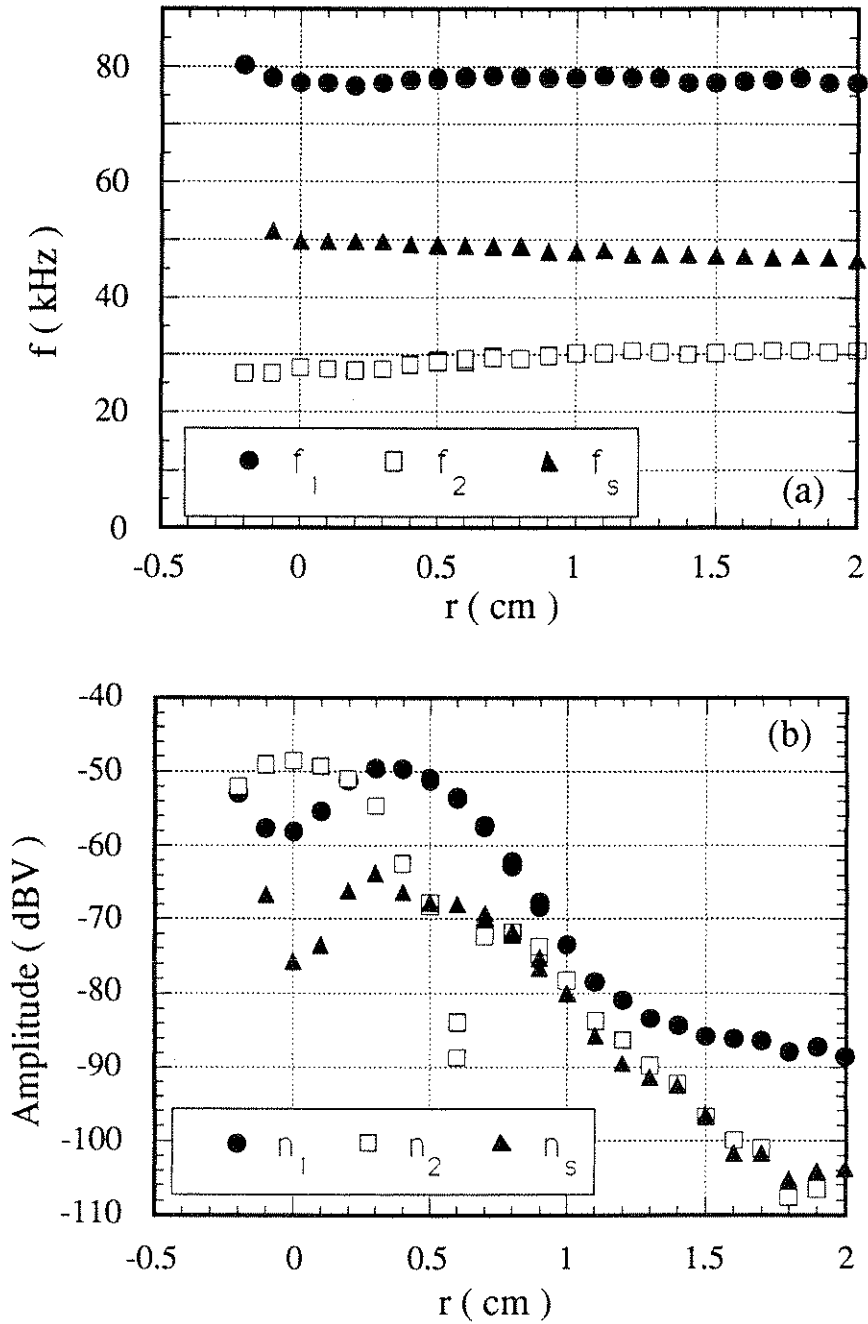 80
60
40
20
0
f ( kHz )
f1 f2 fs
(a)
-0.5 0 0.5 1 1.5 2
r ( cm )
-40
-50
-60
-70
-80
-90
-100
-110
Amplitude ( dBV )
(b)
n1 n2 ns
-0.5 0 0.5 1 1.5 2
r ( cm )